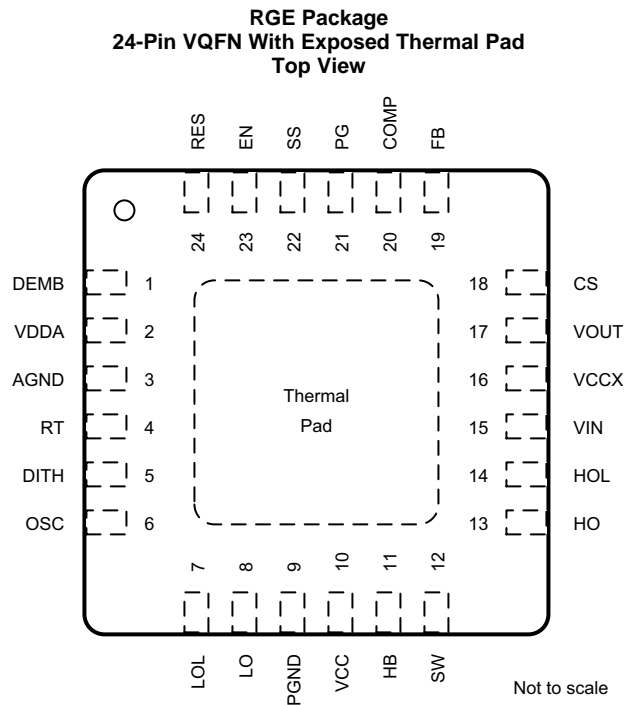 RGE Package
24-Pin VQFN With Exposed Thermal Pad
Top View
RES
EN
SS
PG
COMP
FB
24
23
22
21
20
19
DEMB 1
VDDA 2
AGND 3
RT 4
DITH 5
OSC 6
18 CS
17 VOUT
16 VCCX
15 VIN
14 HOL
13 HO
Thermal
Pad
7
8
9
10
11
12
LOL
LO
PGND
VCC
HB
SW
Not to scale